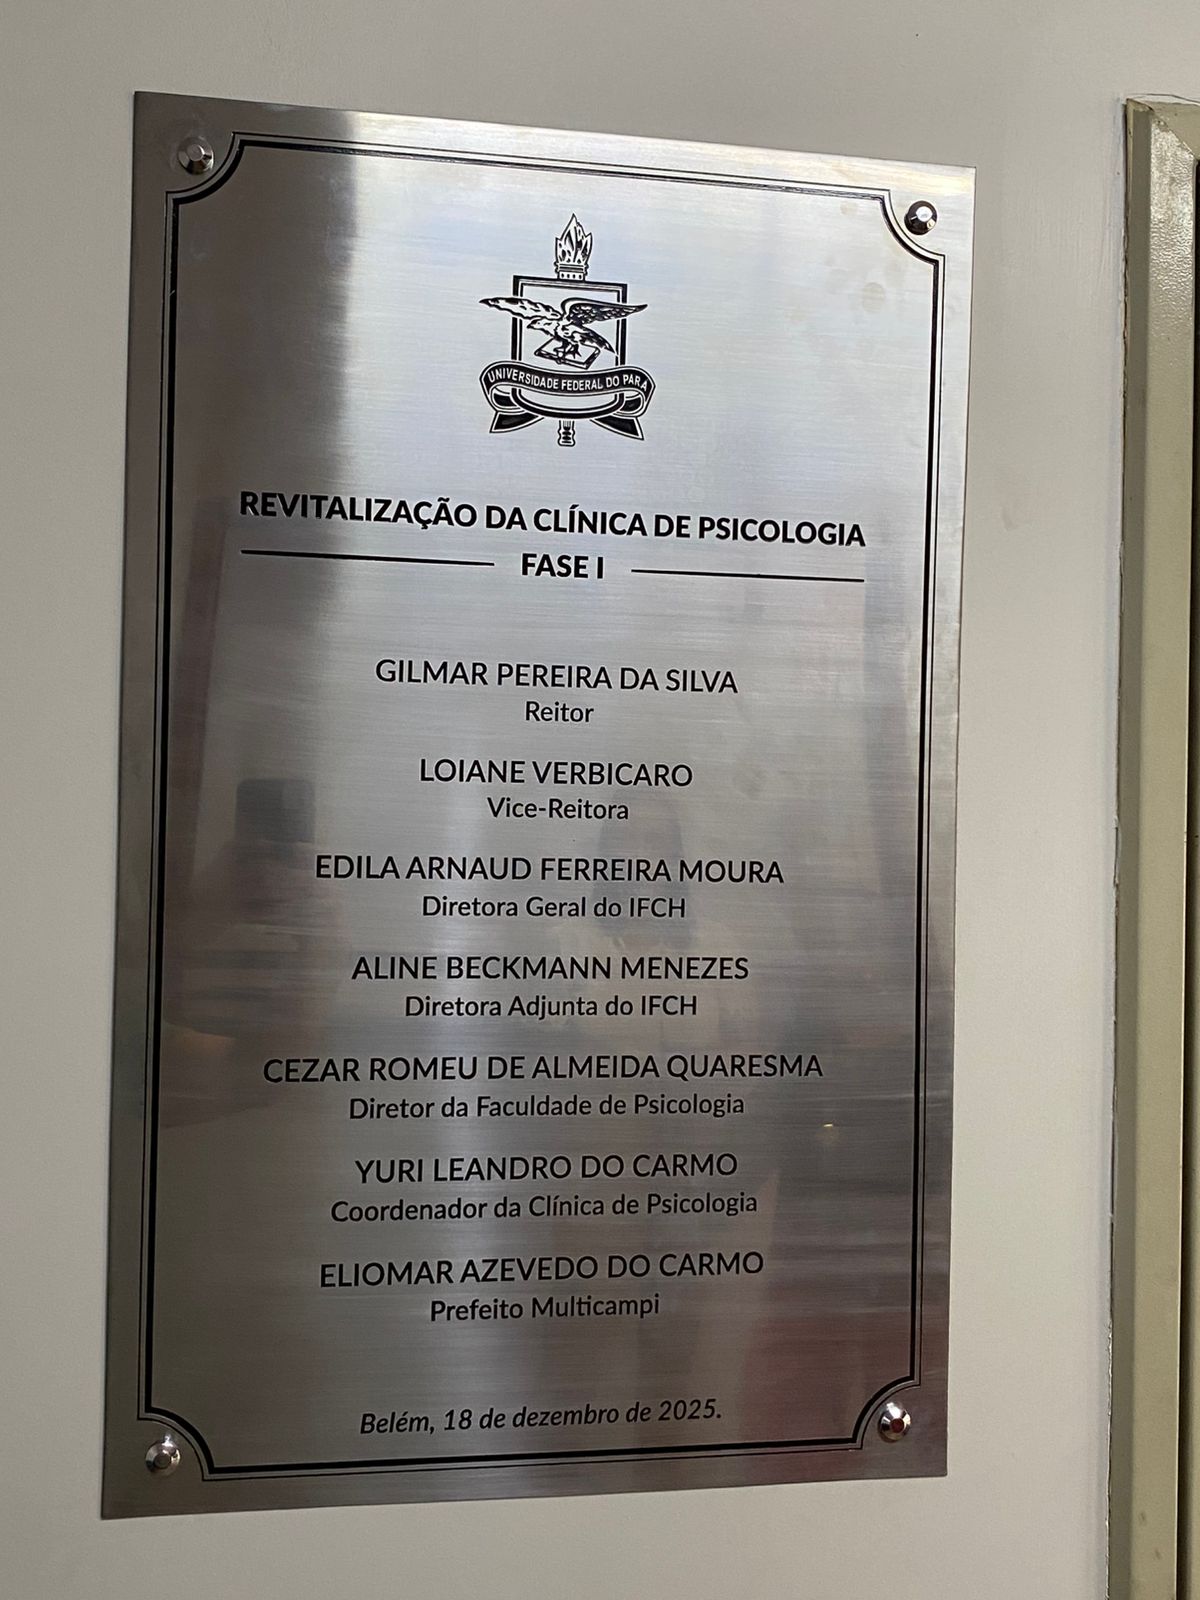 UNIVERSIDADE FEDERAL DO PARÁ
REVITALIZAÇÃO DA CLÍNICA DE PSICOLOGIA
FASE I
GILMAR PEREIRA DA SILVA
Reitor
LOIANE VERBICARO
Vice-Reitora
EDILA ARNAUD FERREIRA MOURA
Diretora Geral do IFCH
ALINE BECKMANN MENEZES
Diretora Adjunta do IFCH
CEZAR ROMEU DE ALMEIDA QUARESMA
Diretor da Faculdade de Psicologia
YURI LEANDRO DO CARMO
Coordenador da Clínica de Psicologia
ELIOMAR AZEVEDO DO CARMO
Prefeito Multicampi
Belém, 18 de dezembro de 2025.